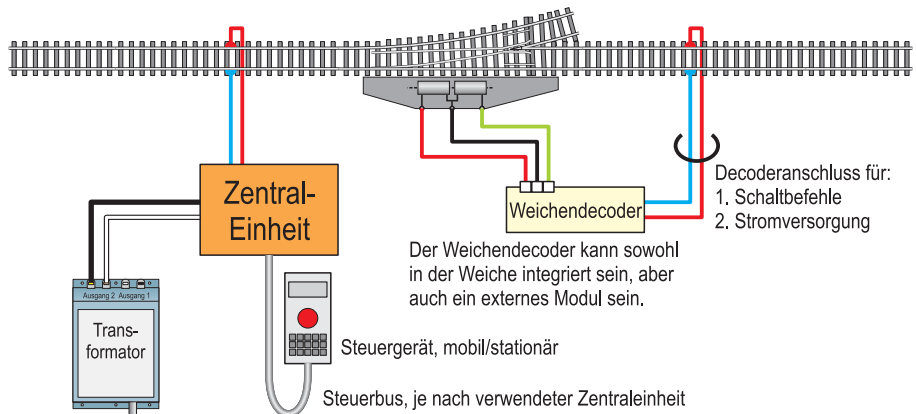 Zentral-
Einheit
Weichendecoder
Decoderanschluss für:
1. Schaltbefehle
2. Stromversorgung
Der Weichendecoder kann sowohl
in der Weiche integriert sein, aber
auch ein externes Modul sein.
Ausgang 2 Ausgang 1
Trans-
formator
Steuergerät, mobil/stationär
Steuerbus, je nach verwendeter Zentraleinheit